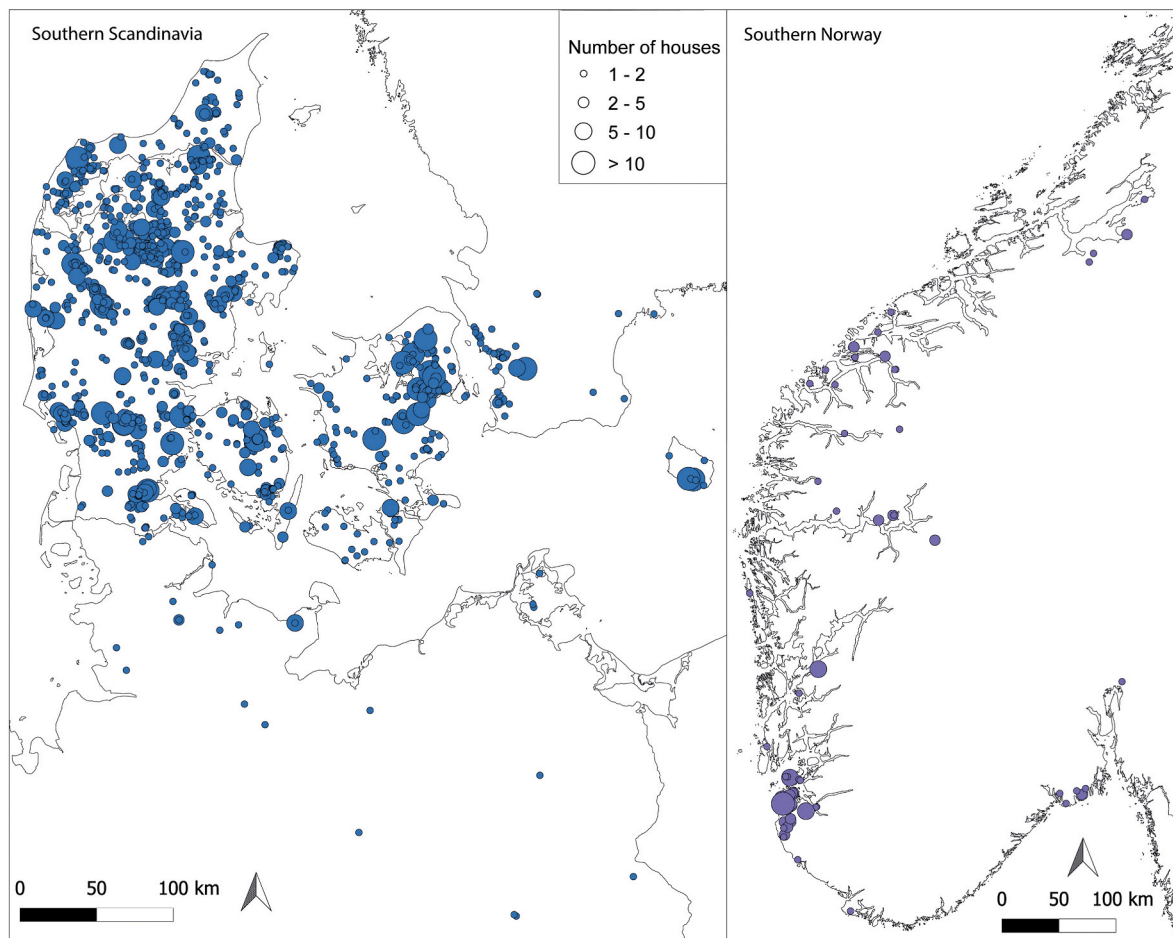 Southern Scandinavia
Number of houses
1 - 2
2 - 5
5 - 10
> 10
0 50 100 km
Southern Norway
0 50 100 km